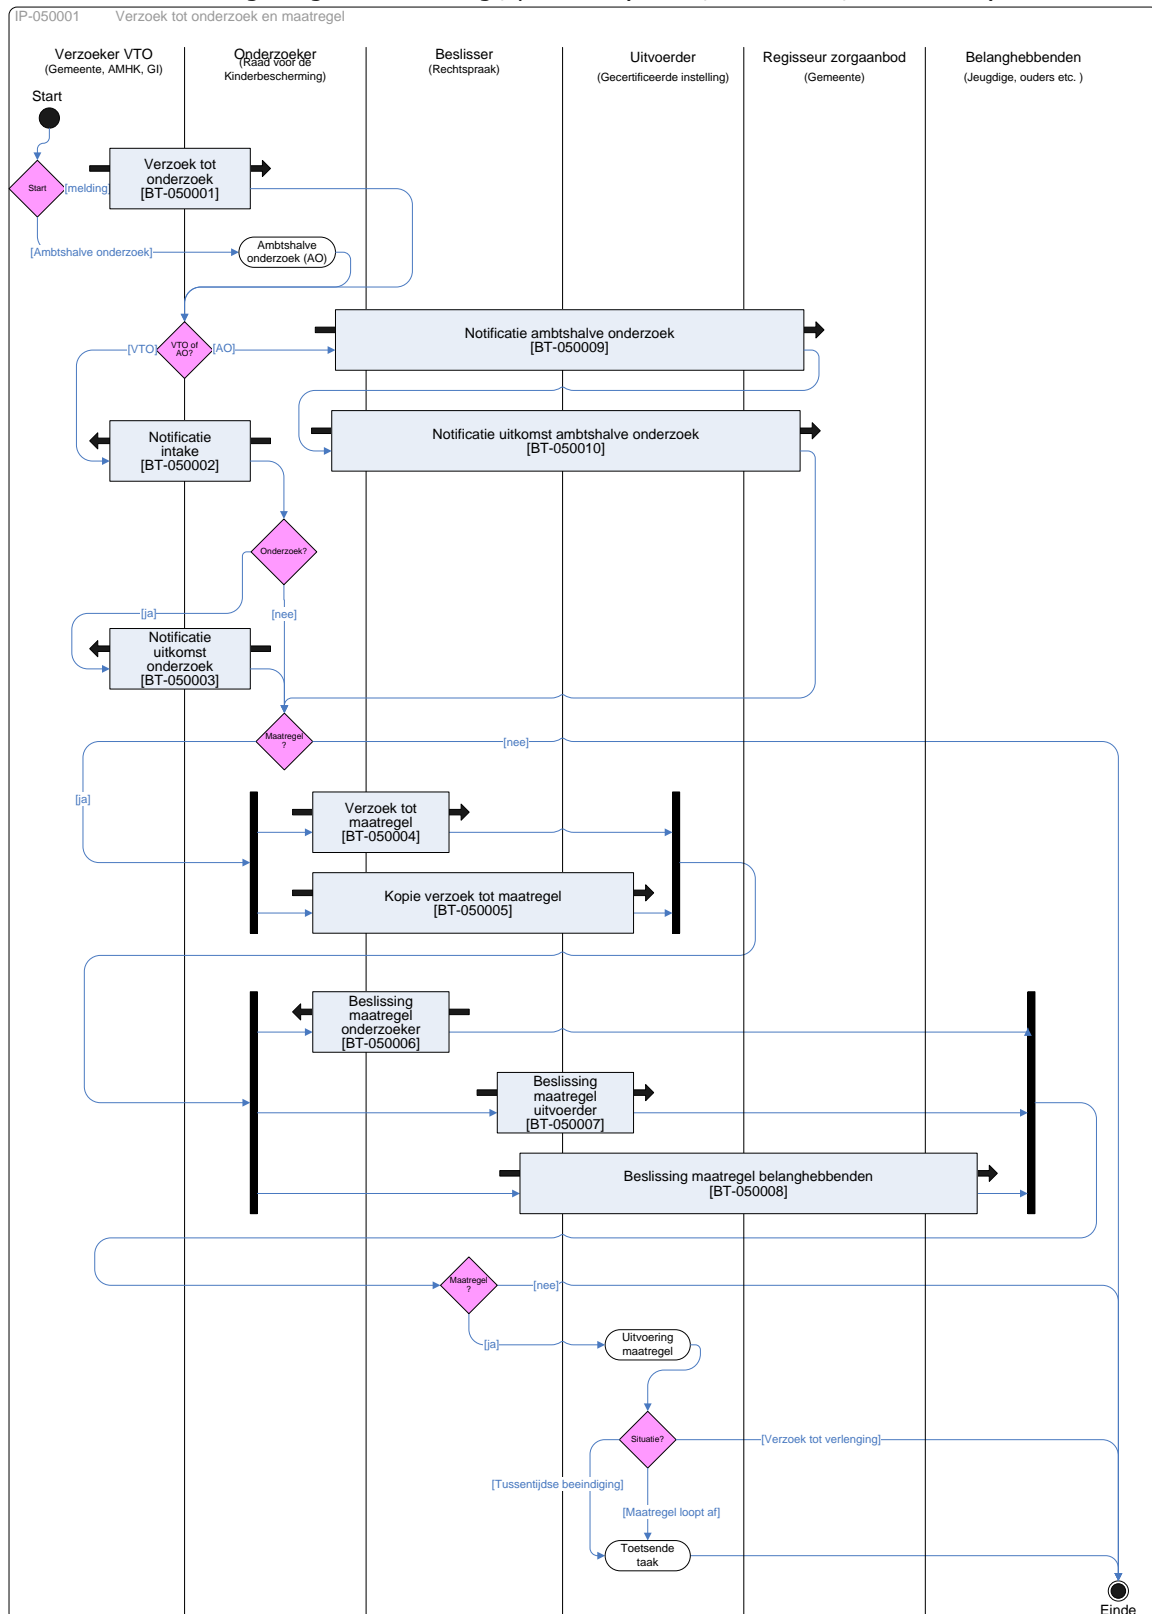 IP-050001 Verzoek tot onderzoek en maatregel
Verzoeker VTO
(Gemeente, AMHK, GI)
Onderzoeker
(Raad voor de
Kinderbescherming)
Beslisser
(Rechtspraak)
Uitvoerder
(Gecertificeerde instelling)
Regisseur zorgaanbod
(Gemeente)
Belanghebbenden
(Jeugdige, ouders etc. )
Start
Start
[melding]
Verzoek tot
onderzoek
[BT-050001]
[Ambtshalve onderzoek]
Ambtshalve
onderzoek (AO)
VTO of
AO?
[VTO]
[AO]
Notificatie ambtshalve onderzoek
[BT-050009]
Notificatie
intake
[BT-050002]
Notificatie uitkomst ambtshalve onderzoek
[BT-050010]
Onderzoek?
[ja]
[nee]
Notificatie
uitkomst
onderzoek
[BT-050003]
Maatregel
?
[nee]
[ja]
Verzoek tot
maatregel
[BT-050004]
Kopie verzoek tot maatregel
[BT-050005]
Beslissing
maatregel
onderzoeker
[BT-050006]
Beslissing
maatregel
uitvoerder
[BT-050007]
Beslissing maatregel belanghebbenden
[BT-050008]
Maatregel
?
[nee]
[ja]
Uitvoering
maatregel
Situatie?
[Verzoek tot verlenging]
[Tussentijdse beeindiging]
[Maatregel loopt af]
Toetsende
taak
Einde